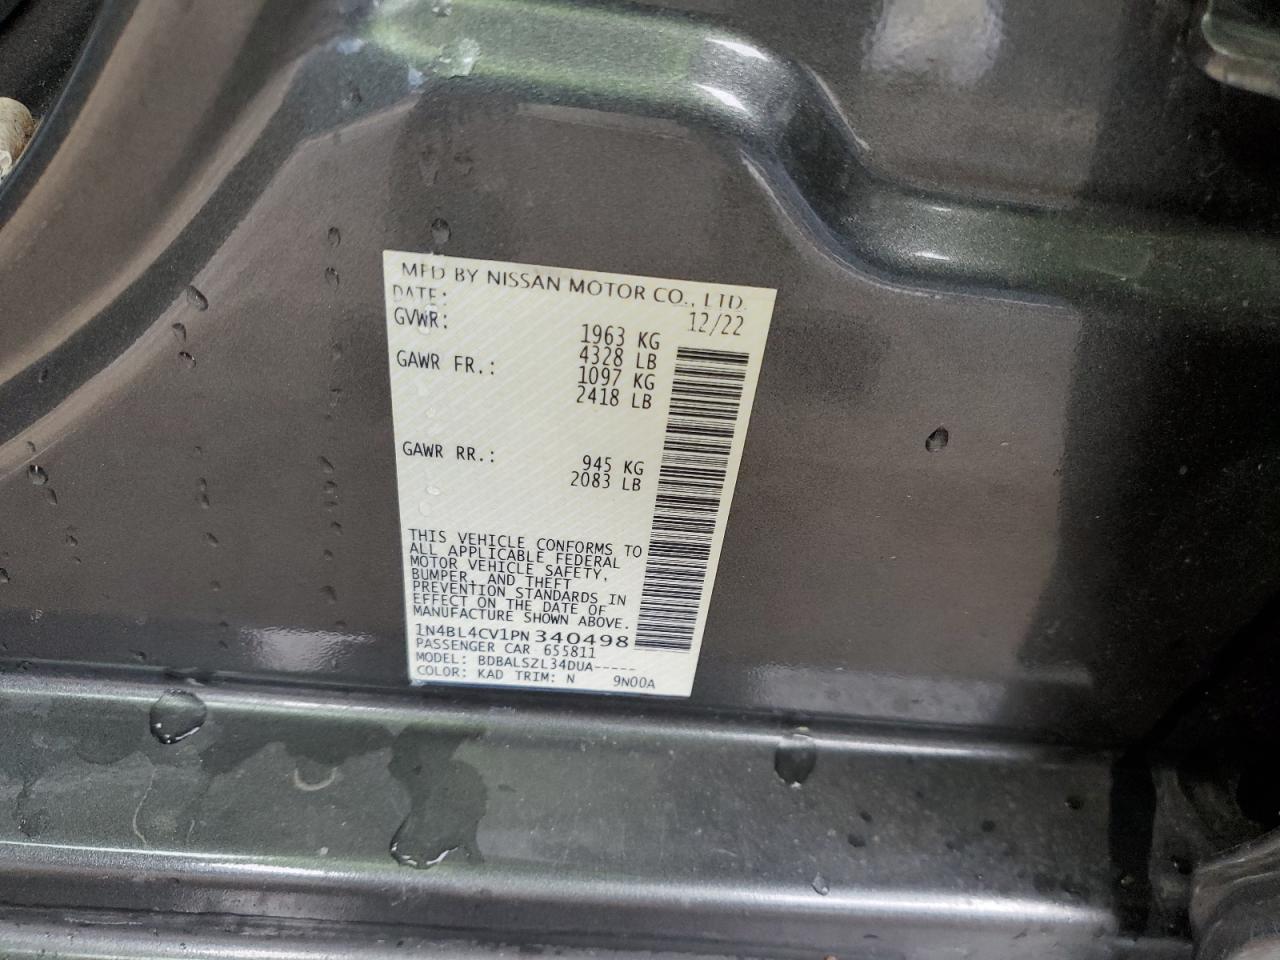 MFD BY NISSAN MOTOR CO., LTD.
DATE: 12/22
GVWR: 1963 KG
4328 LB
GAWR FR.: 1097 KG
2418 LB
GAWR RR.: 945 KG
2083 LB
THIS VEHICLE CONFORMS TO
ALL APPLICABLE FEDERAL
MOTOR VEHICLE SAFETY,
BUMPER, AND THEFT
PREVENTION STANDARDS IN
EFFECT ON THE DATE OF
MANUFACTURE SHOWN ABOVE.
1N4BL4CV1PN340498
PASSENGER CAR 655811
MODEL: BDBALSZL34DUA-----
COLOR: KAD TRIM: N 9N00A